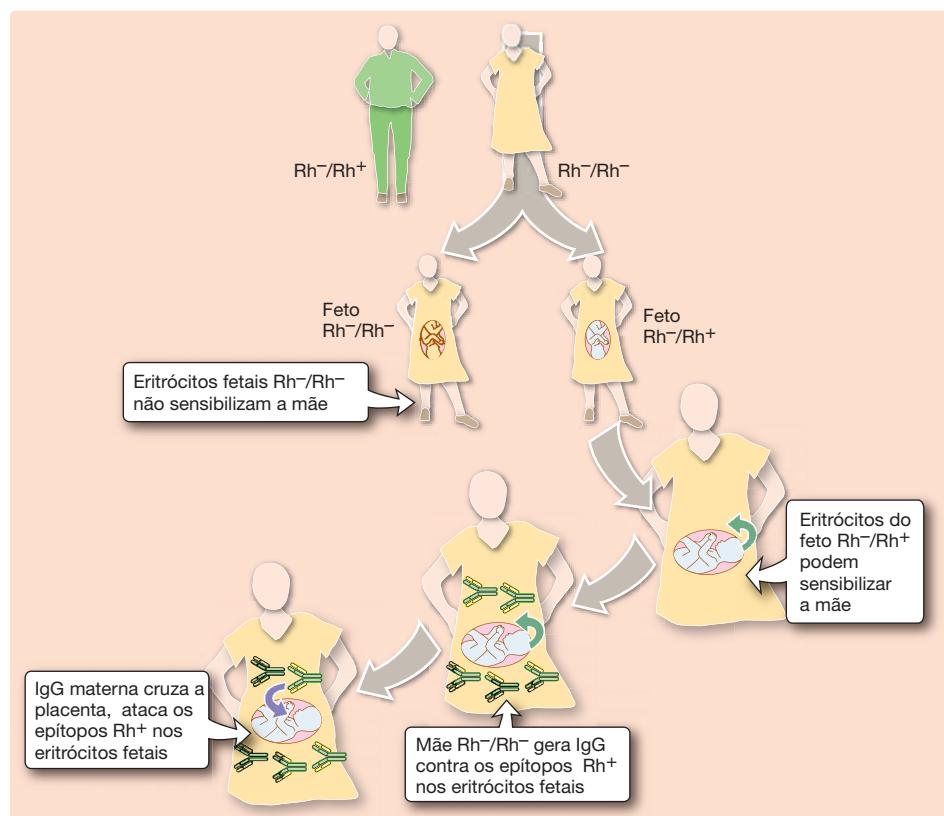 Rh–/Rh+
Rh–/Rh–
Feto
Rh–/Rh–
Feto
Rh–/Rh+
Eritrócitos fetais Rh–/Rh–
não sensibilizam a mãe
Eritrócitos do
feto Rh–/Rh+
podem
sensibilizar
a mãe
IgG materna cruza a
placenta, ataca os
epítopos Rh+ nos
eritrócitos fetais
Mãe Rh–/Rh– gera IgG
contra os epítopos Rh+
nos eritrócitos fetais